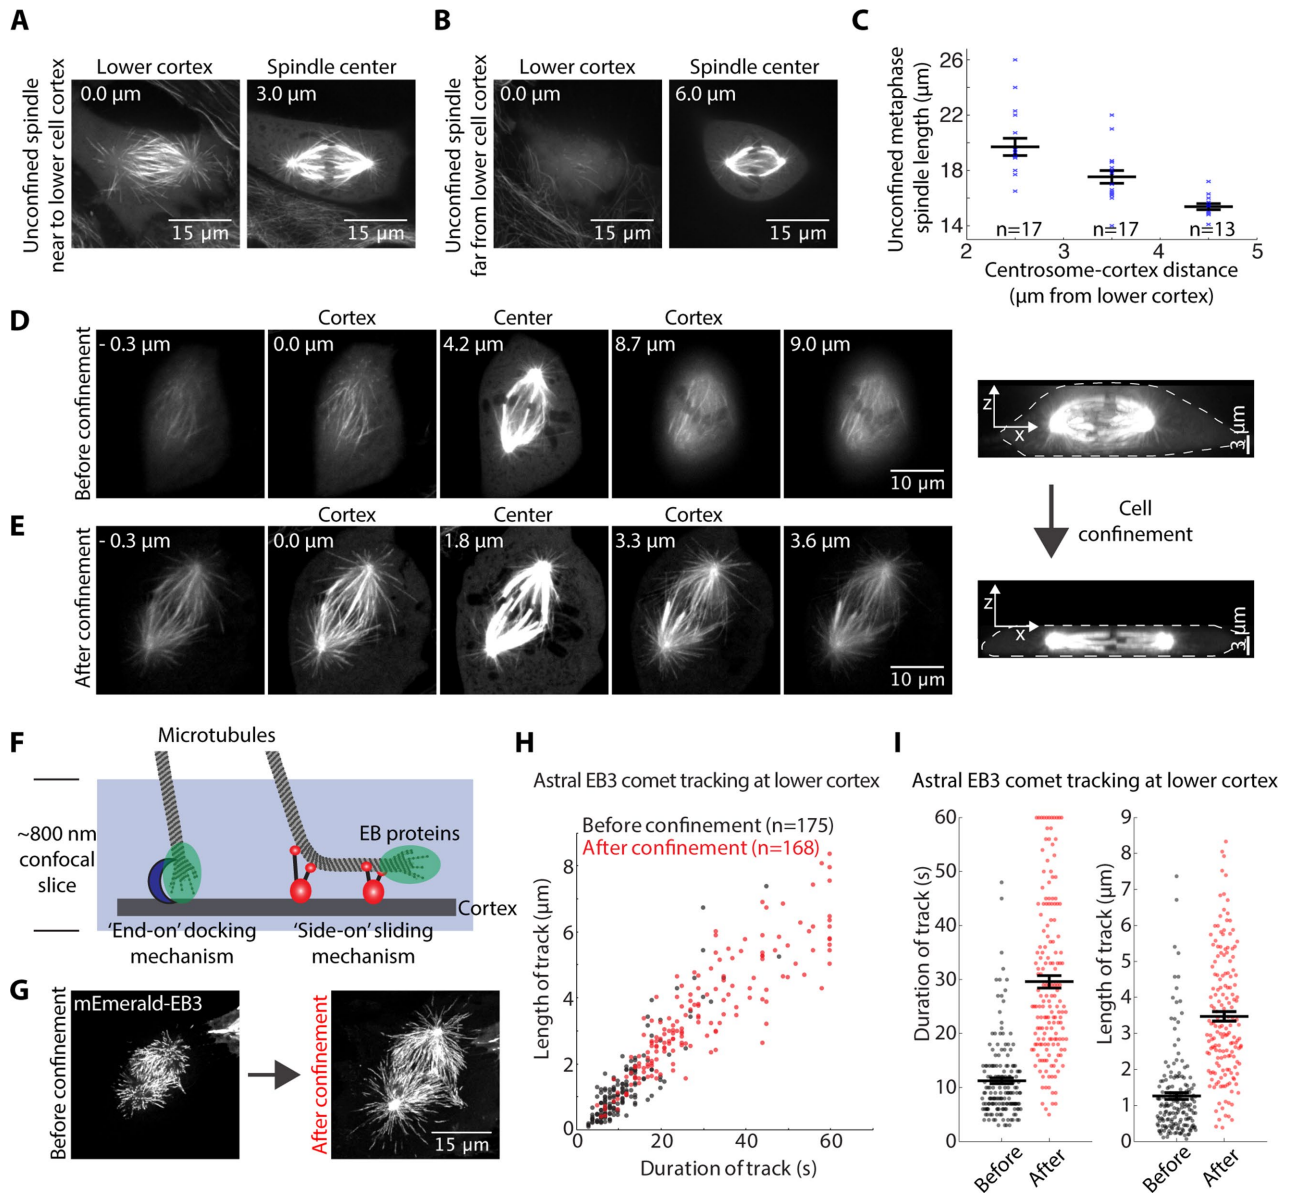 A
Unconfined spindle
near to lower cell cortex
Lower cortex
Spindle center
0.0 µm
3.0 µm
15 µm
15 µm
B
Unconfined spindle
far from lower cell cortex
Lower cortex
Spindle center
0.0 µm
6.0 µm
15 µm
15 µm
C
Unconfined metaphase
spindle length (µm)
26
22
18
14
n=17
n=17
n=13
2
3
4
5
Centrosome-cortex distance
(µm from lower cortex)
D
Before confinement
Cortex
Center
Cortex
- 0.3 µm
0.0 µm
4.2 µm
8.7 µm
9.0 µm
10 µm
z
x
3 µm
Cell
confinement
E
After confinement
Cortex
Center
Cortex
- 0.3 µm
0.0 µm
1.8 µm
3.3 µm
3.6 µm
10 µm
z
x
3 µm
F
Microtubules
~800 nm
confocal
slice
EB proteins
Cortex
'End-on' docking
mechanism
'Side-on' sliding
mechanism
G
Before confinement
mEmerald-EB3
After confinement
15 µm
H
Astral EB3 comet tracking at lower cortex
Before confinement (n=175)
After confinement (n=168)
Length of track (µm)
8
6
4
2
0
0
20
40
60
Duration of track (s)
I
Astral EB3 comet tracking at lower cortex
Duration of track (s)
60
50
40
30
20
10
0
Before
After
Length of track (µm)
9
8
7
6
5
4
3
2
1
0
Before
After